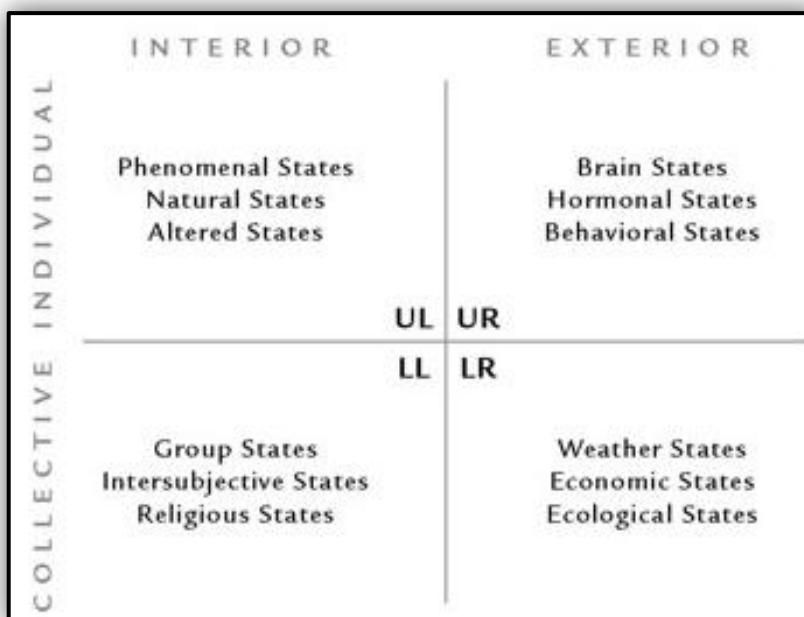 INTERIOR
EXTERIOR
INDIVIDUAL
Phenomenal States
Natural States
Altered States
Brain States
Hormonal States
Behavioral States
UL
UR
LL
LR
COLLECTIVE
Group States
Intersubjective States
Religious States
Weather States
Economic States
Ecological States